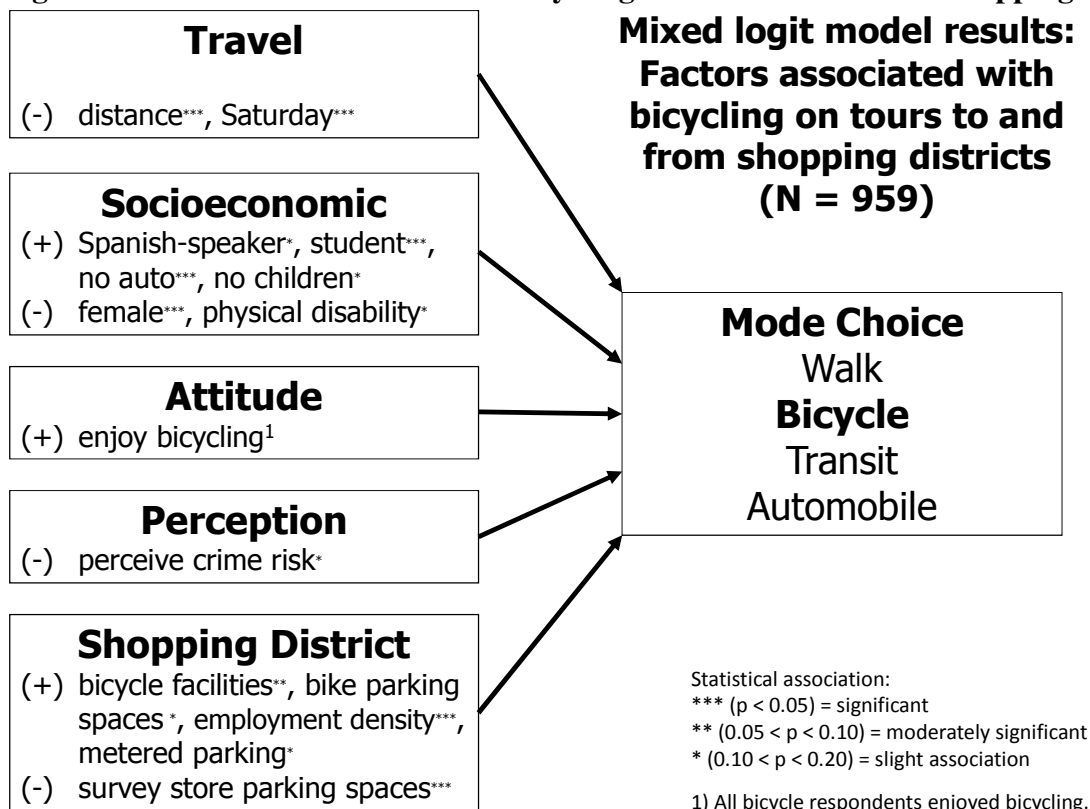 Travel
(-) distance***, Saturday***
Socioeconomic
(+) Spanish-speaker*, student***,
no auto***, no children*
(-) female***, physical disability*
Attitude
(+) enjoy bicycling1
Perception
(-) perceive crime risk*
Shopping District
(+) bicycle facilities**, bike parking
spaces *, employment density***,
metered parking*
(-) survey store parking spaces***
Mixed logit model results:
Factors associated with
bicycling on tours to and
from shopping districts
(N = 959)
Mode Choice
Walk
Bicycle
Transit
Automobile
Statistical association:
*** (p < 0.05) = significant
** (0.05 < p < 0.10) = moderately significant
* (0.10 < p < 0.20) = slight association
1) All bicycle respondents enjoyed bicycling.